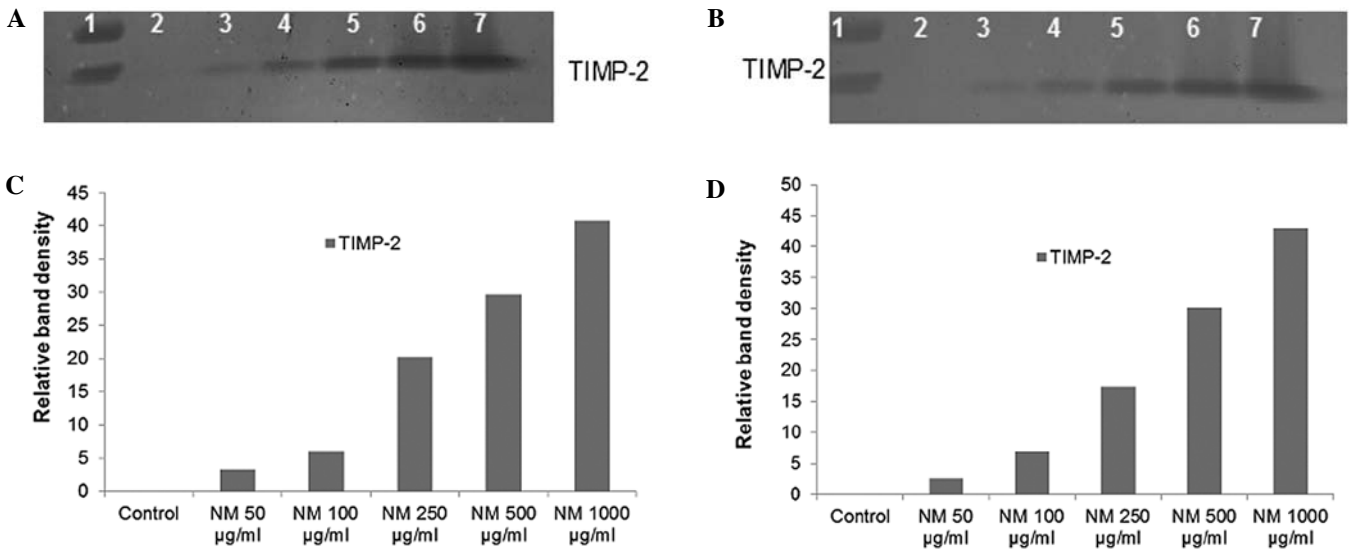 A
1 2 3 4 5 6 7
TIMP-2
B
1 2 3 4 5 6 7
TIMP-2
C
Relative band density
45
40
35
30
25
20
15
10
5
0
TIMP-2
Control
NM 50 µg/ml
NM 100 µg/ml
NM 250 µg/ml
NM 500 µg/ml
NM 1000 µg/ml
D
Relative band density
50
45
40
35
30
25
20
15
10
5
0
TIMP-2
Control
NM 50 µg/ml
NM 100 µg/ml
NM 250 µg/ml
NM 500 µg/ml
NM 1000 µg/ml